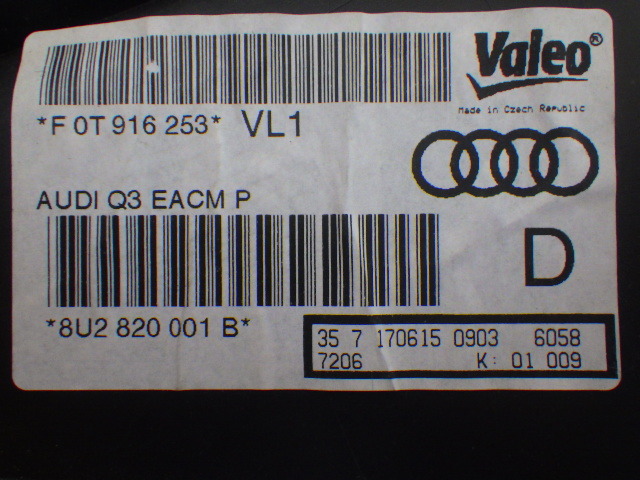 Valeo®
Made in Czech Republic
*F 0T 916 253* VL1
AUDI Q3 EACM P
D
*8U2 820 001 B*
35 7 170615 0903 6058
7206 K: 01 009